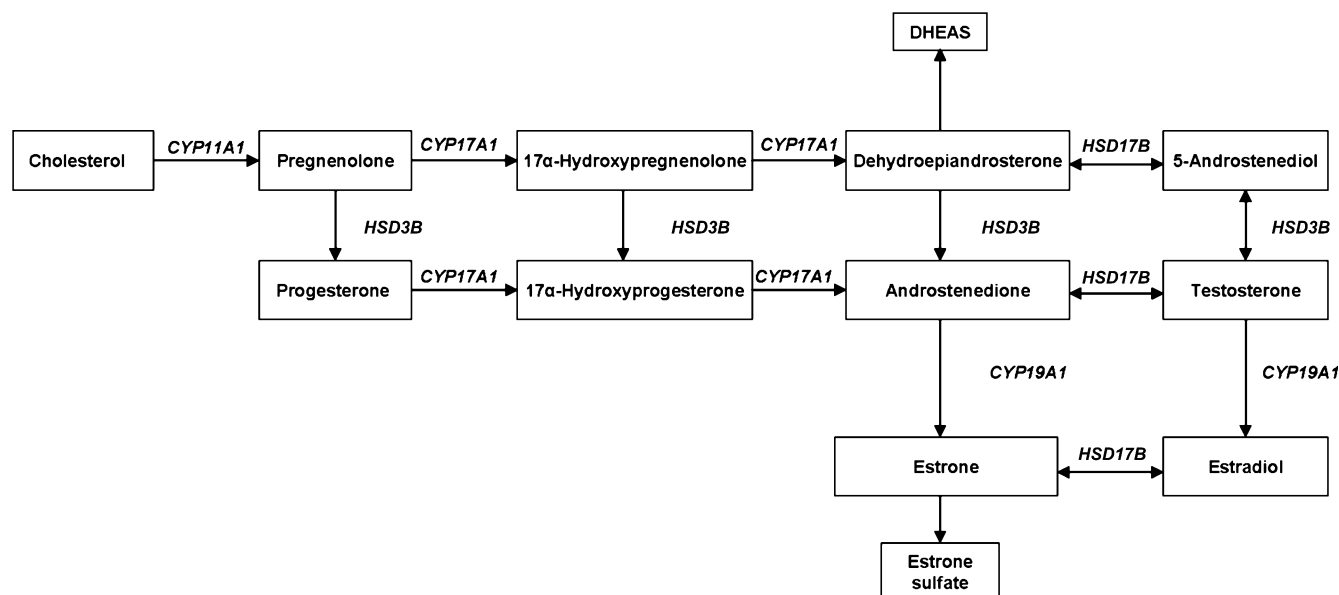 DHEAS
CYP11A1
CYP17A1
CYP17A1
HSD17B
Cholesterol
Pregnenolone
17α-Hydroxypregnenolone
Dehydroepiandrosterone
5-Androstenediol
HSD3B
HSD3B
HSD3B
HSD3B
CYP17A1
CYP17A1
HSD17B
Progesterone
17α-Hydroxyprogesterone
Androstenedione
Testosterone
CYP19A1
CYP19A1
HSD17B
Estrone
Estradiol
Estrone
sulfate